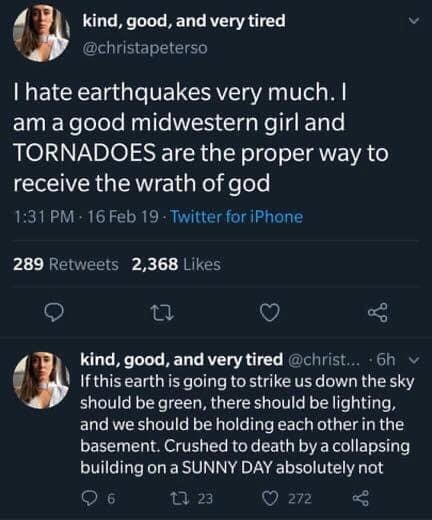 kind, good, and very tired
@christapeterso
I hate earthquakes very much. I
am a good midwestern girl and
TORNADOES are the proper way to
receive the wrath of god
1:31 PM · 16 Feb 19 · Twitter for iPhone
289 Retweets 2,368 Likes
kind, good, and very tired @christ... · 6h
If this earth is going to strike us down the sky
should be green, there should be lighting,
and we should be holding each other in the
basement. Crushed to death by a collapsing
building on a SUNNY DAY absolutely not
6 23 272